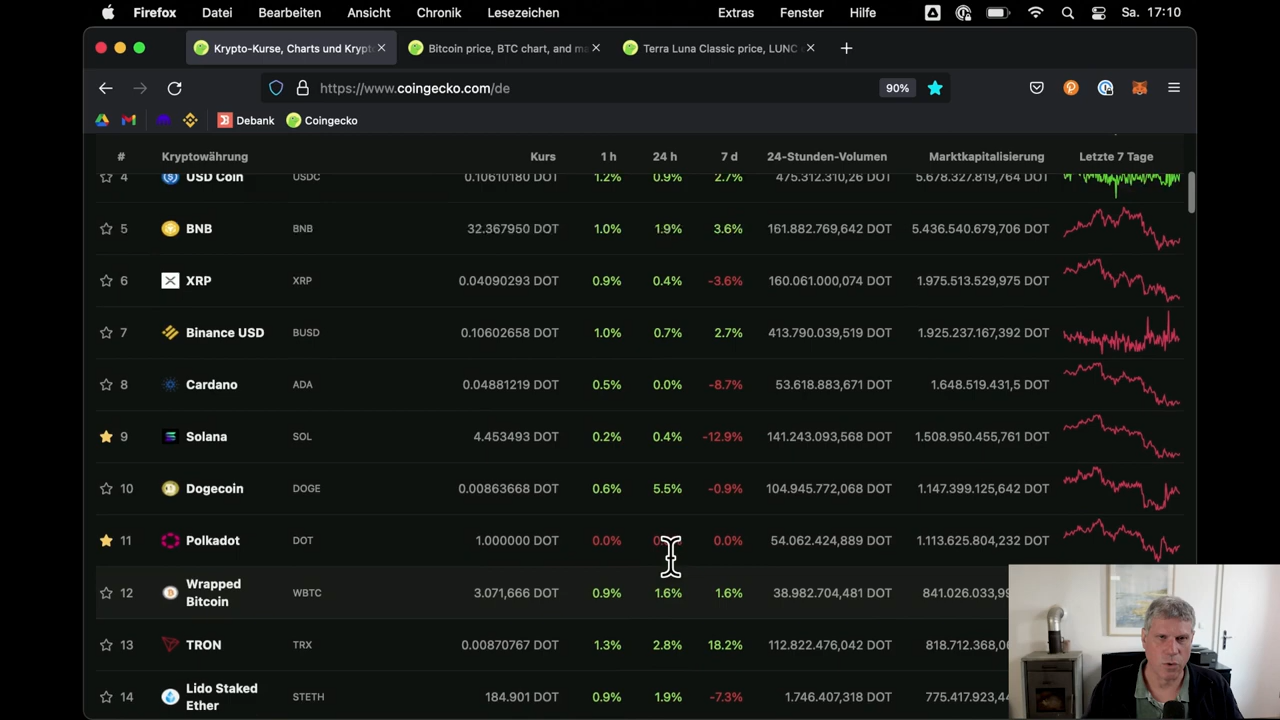 Firefox Datei Bearbeiten Ansicht Chronik Lesezeichen Extras Fenster Hilfe Sa. 17:10
Krypto-Kurse, Charts und Krypt Bitcoin price, BTC chart, and ma Terra Luna Classic price, LUNC
https://www.coingecko.com/de 90%
Debank Coingecko
# Kryptowährung Kurs 1 h 24 h 7 d 24-Stunden-Volumen Marktkapitalisierung Letzte 7 Tage
4 USD Coin USDC 0.10610180 DOT 1.2% 0.9% 2.7% 475.312.310,26 DOT 5.678.327.819,764 DOT
5 BNB BNB 32.367950 DOT 1.0% 1.9% 3.6% 161.882.769,642 DOT 5.436.540.679,706 DOT
6 XRP XRP 0.04090293 DOT 0.9% 0.4% -3.6% 160.061.000,074 DOT 1.975.513.529,975 DOT
7 Binance USD BUSD 0.10602658 DOT 1.0% 0.7% 2.7% 413.790.039,519 DOT 1.925.237.167,392 DOT
8 Cardano ADA 0.04881219 DOT 0.5% 0.0% -8.7% 53.618.883,671 DOT 1.648.519.431,5 DOT
9 Solana SOL 4.453493 DOT 0.2% 0.4% -12.9% 141.243.093,568 DOT 1.508.950.455,761 DOT
10 Dogecoin DOGE 0.00863668 DOT 0.6% 5.5% -0.9% 104.945.772,068 DOT 1.147.399.125,642 DOT
11 Polkadot DOT 1.000000 DOT 0.0% 0.0% 54.062.424,889 DOT 1.113.625.804,232 DOT
12 Wrapped
Bitcoin WBTC 3.071,666 DOT 0.9% 1.6% 1.6% 38.982.704,481 DOT 841.026.033,9
13 TRON TRX 0.00870767 DOT 1.3% 2.8% 18.2% 112.822.476,042 DOT 818.712.368,0
14 Lido Staked
Ether STETH 184.901 DOT 0.9% 1.9% -7.3% 1.746.407,318 DOT 775.417.923,4